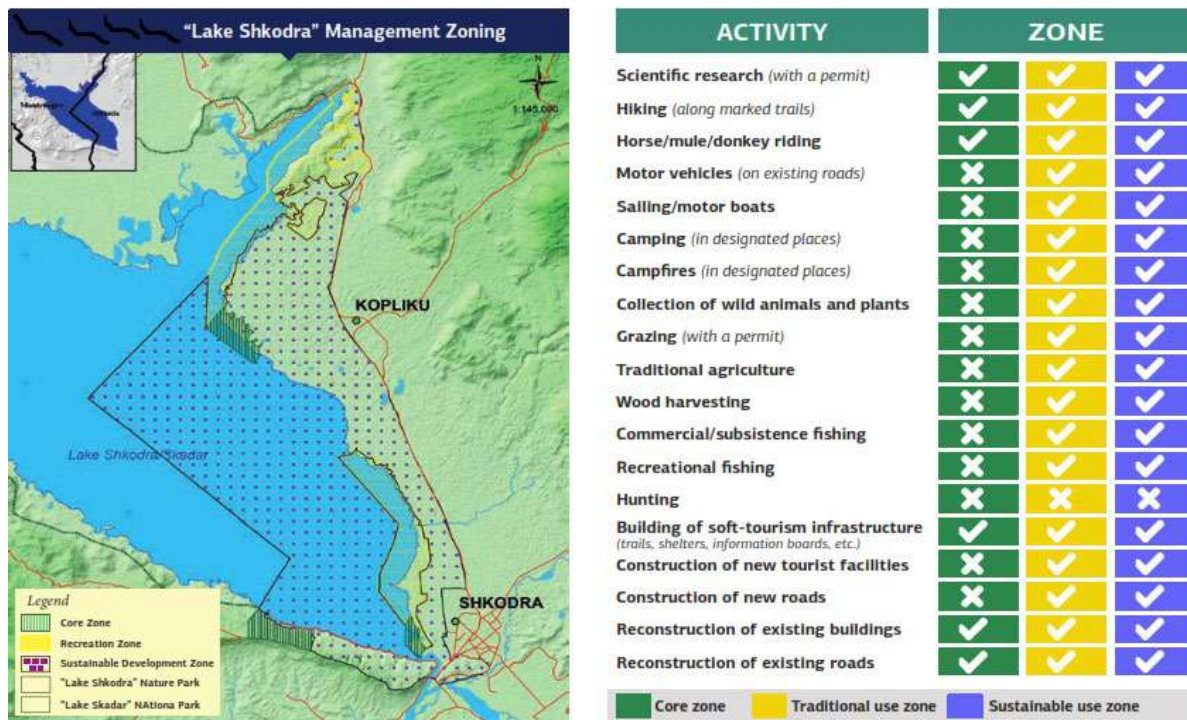 "Lake Shkodra" Management Zoning
N
1:145,000
KOPLIKU
Lake Shkodra/Skadar
SHKODRA
Legend
Core Zone
Recreation Zone
Sustainable Development Zone
"Lake Shkodra" Nature Park
"Lake Skadar" NAtiona Park
ACTIVITY ZONE
Scientific research (with a permit)
Hiking (along marked trails)
Horse/mule/donkey riding
Motor vehicles (on existing roads)
Sailing/motor boats
Camping (in designated places)
Campfires (in designated places)
Collection of wild animals and plants
Grazing (with a permit)
Traditional agriculture
Wood harvesting
Commercial/subsistence fishing
Recreational fishing
Hunting
Building of soft-tourism infrastructure
(trails, shelters, information boards, etc.)
Construction of new tourist facilities
Construction of new roads
Reconstruction of existing buildings
Reconstruction of existing roads
Core zone Traditional use zone Sustainable use zone